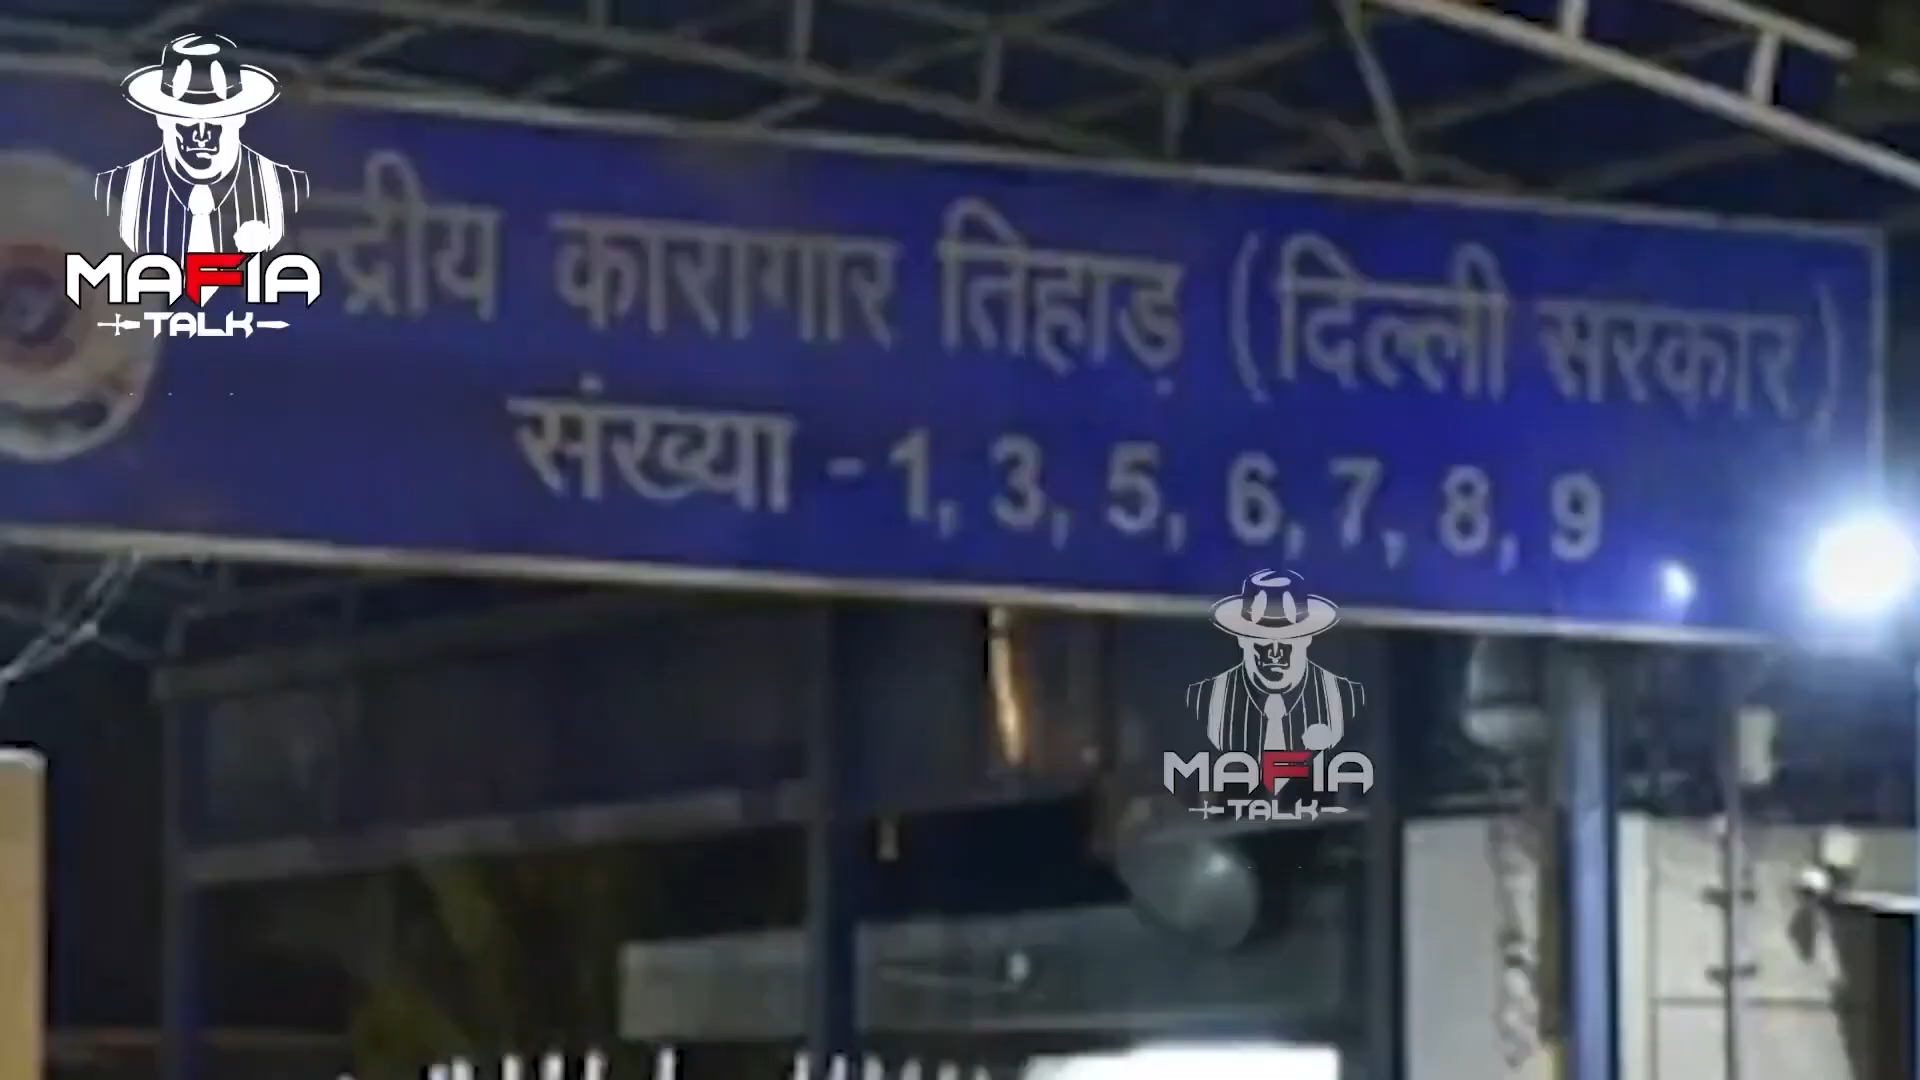 MAFIA
TALK
न्द्रीय कारागार तिहाड़ (दिल्ली सरकार)
संख्या - 1, 3, 5, 6, 7, 8, 9
MAFIA
TALK